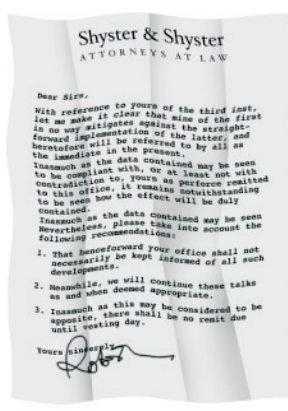 Shyster & Shyster
ATTORNEYS AT LAW
Dear Sirs,
With reference to yours of the third inst,
let me make it clear that mine of the first
in no way mitigates against the straight-
forward implementation of the latter, and
heretofore will be referred to by all as
the immediate in the present.
Inasmuch as the data contained may be seen
to be compliant with, or at least not with
contradiction to, yours as perforce remitted
to this office, it remains notwithstanding
to be seen how the effect will be duly
contained.
Inasmuch as the data contained may be seen
Nevertheless, please take into account the
following recommendations:
1. That henceforward your office shall not
necessarily be kept informed of all such
developments.
2. Meanwhile, we will continue these talks
as and when deemed appropriate.
3. Inasmuch as this may be considered to be
apposite, there shall be no remit due
until vesting day.
Yours sincerely
Robert